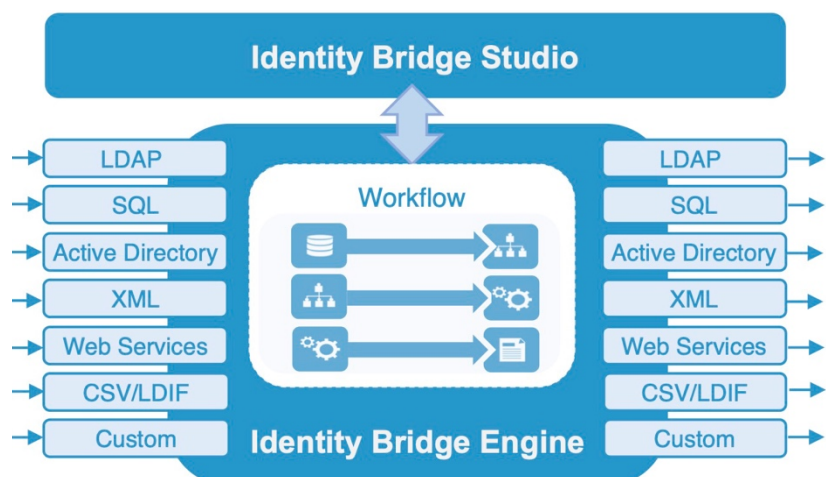 Identity Bridge Studio
LDAP
SQL
Active Directory
XML
Web Services
CSV/LDIF
Custom
Workflow
Identity Bridge Engine
LDAP
SQL
Active Directory
XML
Web Services
CSV/LDIF
Custom